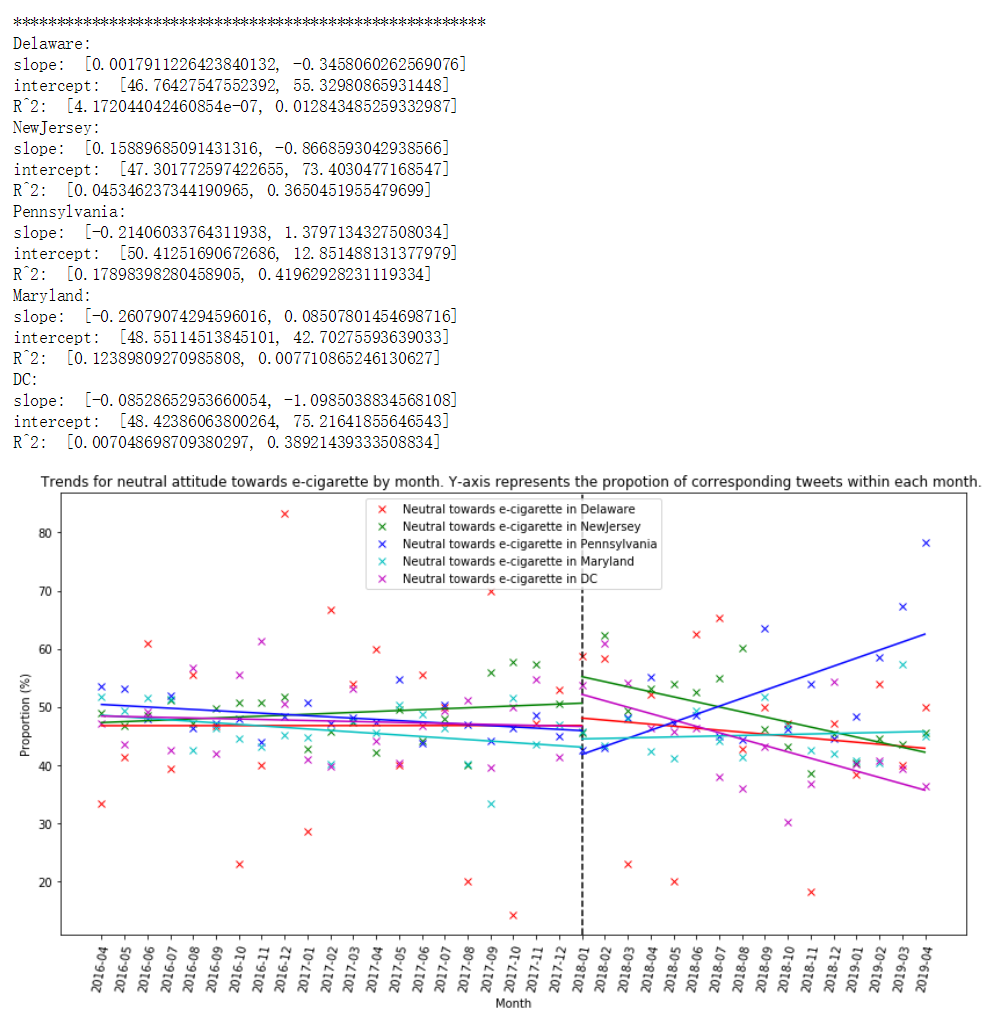 ******************************************************
Delaware:
slope:  [0.0017911226423840132, -0.3458060262569076]
intercept:  [46.76427547552392, 55.32980865931448]
R^2:  [4.172044042460854e-07, 0.012843485259332987]
NewJersey:
slope:  [0.15889685091431316, -0.8668593042938566]
intercept:  [47.301772597422655, 73.4030477168547]
R^2:  [0.045346237344190965, 0.3650451955479699]
Pennsylvania:
slope:  [-0.21406033764311938, 1.3797134327508034]
intercept:  [50.41251690672686, 12.851488131377979]
R^2:  [0.17898398280458905, 0.41962928231119334]
Maryland:
slope:  [-0.26079074294596016, 0.08507801454698716]
intercept:  [48.55114513845101, 42.70275593639033]
R^2:  [0.12389809270985808, 0.007710865246130627]
DC:
slope:  [-0.08528652953660054, -1.0985038834568108]
intercept:  [48.42386063800264, 75.21641855646543]
R^2:  [0.007048698709380297, 0.38921439333508834]
Trends for neutral attitude towards e-cigarette by month. Y-axis represents the propotion of corresponding tweets within each month.
Neutral towards e-cigarette in Delaware
Neutral towards e-cigarette in NewJersey
Neutral towards e-cigarette in Pennsylvania
Neutral towards e-cigarette in Maryland
Neutral towards e-cigarette in DC
80
70
60
50
40
30
20
Proportion (%)
2016-04
2016-05
2016-06
2016-07
2016-08
2016-09
2016-10
2016-11
2016-12
2017-01
2017-02
2017-03
2017-04
2017-05
2017-06
2017-07
2017-08
2017-09
2017-10
2017-11
2017-12
2018-01
2018-02
2018-03
2018-04
2018-05
2018-06
2018-07
2018-08
2018-09
2018-10
2018-11
2018-12
2019-01
2019-02
2019-03
2019-04
Month